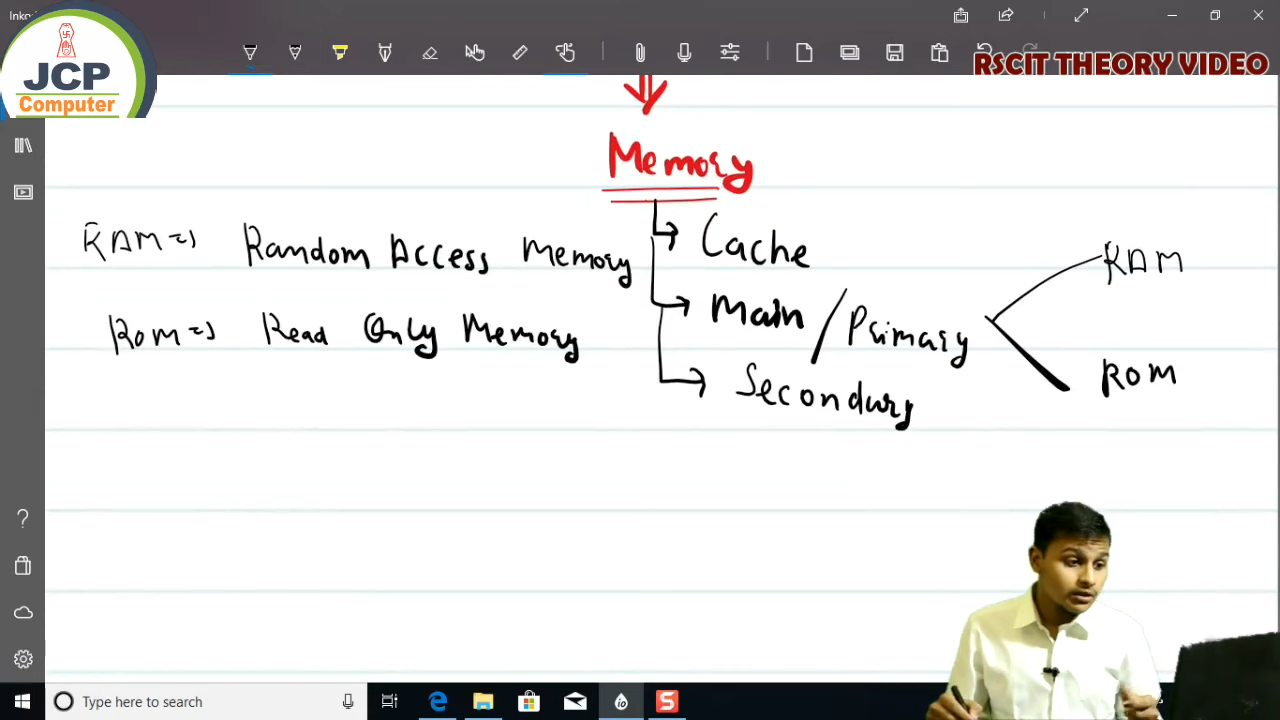 Inko
JCP
Computer
RSCIT THEORY VIDEO
Memory
RAM => Random Access Memory
ROM => Read Only Memory
Cache
Main / Primary
Secondary
RAM
ROM
Type here to search